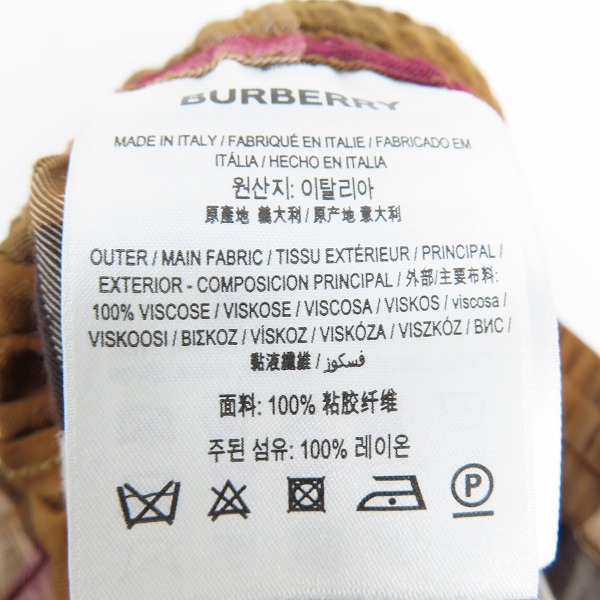 BURBERRY
MADE IN ITALY / FABRIQUÉ EN ITALIE / FABRICADO EM
ITÁLIA / HECHO EN ITALIA
원산지: 이탈리아
原產地 義大利 / 原产地 意大利
OUTER / MAIN FABRIC / TISSU EXTÉRIEUR / PRINCIPAL /
EXTERIOR - COMPOSICION PRINCIPAL / 外部/主要布料:
100% VISCOSE / VISKOSE / VISCOSA / VISKOS / viscosa /
VISKOOSI / ΒΙΣΚΟΖ / VÍSKOZ / VISKÓZA / VISZKÓZ / ВИС /
黏液纖維 / فسكوز
面料: 100% 粘胶纤维
주된 섬유: 100% 레이온
P